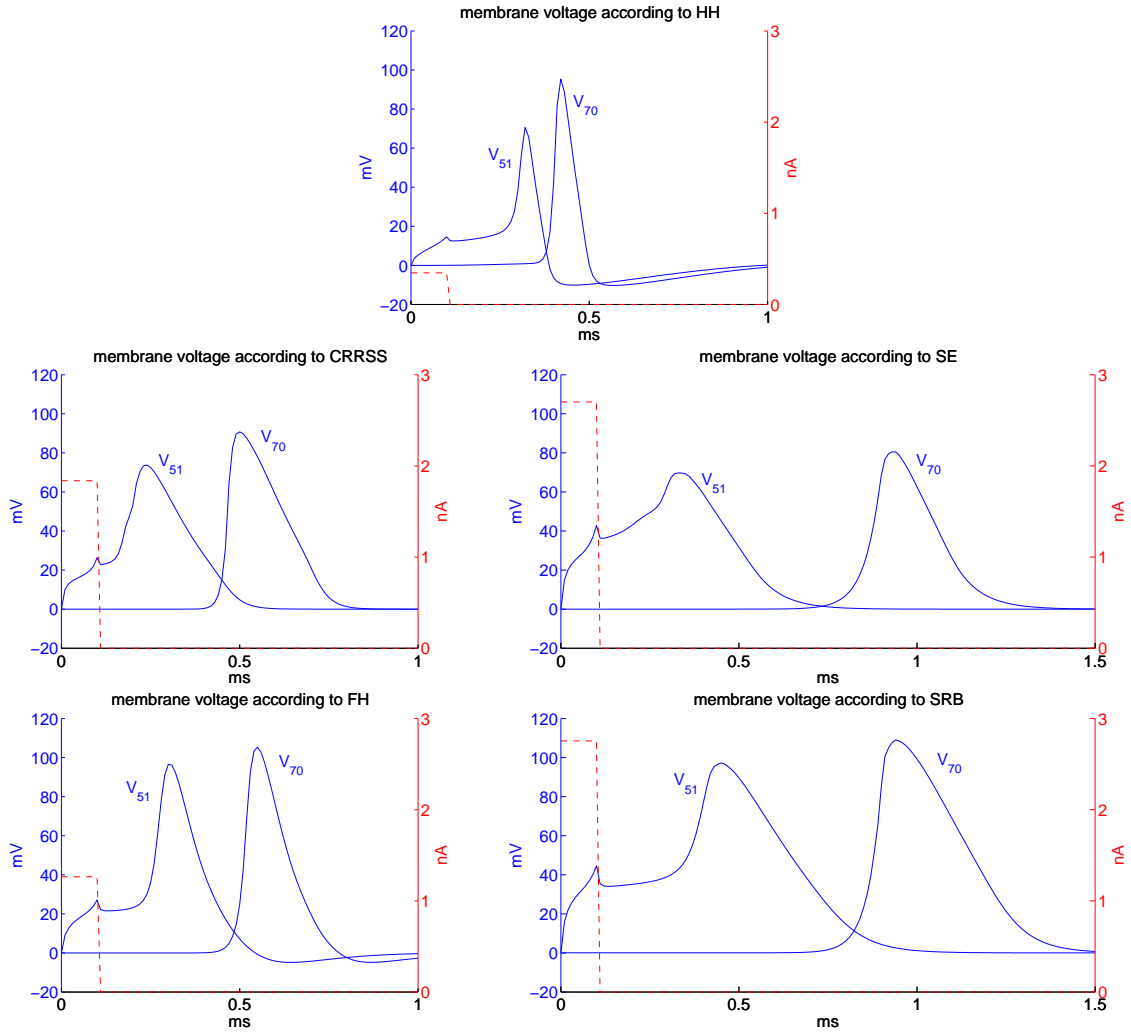 membrane voltage according to HH
120
100
80
60
40
20
0
−20
mV
V51
V70
3
2
1
0
nA
0
0.5
1
ms
membrane voltage according to CRRSS
120
100
80
60
40
20
0
−20
mV
V51
V70
3
2
1
0
nA
0
0.5
1
ms
membrane voltage according to SE
120
100
80
60
40
20
0
−20
mV
V51
V70
3
2
1
0
nA
0
0.5
1
1.5
ms
membrane voltage according to FH
120
100
80
60
40
20
0
−20
mV
V51
V70
3
2
1
0
nA
0
0.5
1
ms
membrane voltage according to SRB
120
100
80
60
40
20
0
−20
mV
V51
V70
3
2
1
0
nA
0
0.5
1
1.5
ms